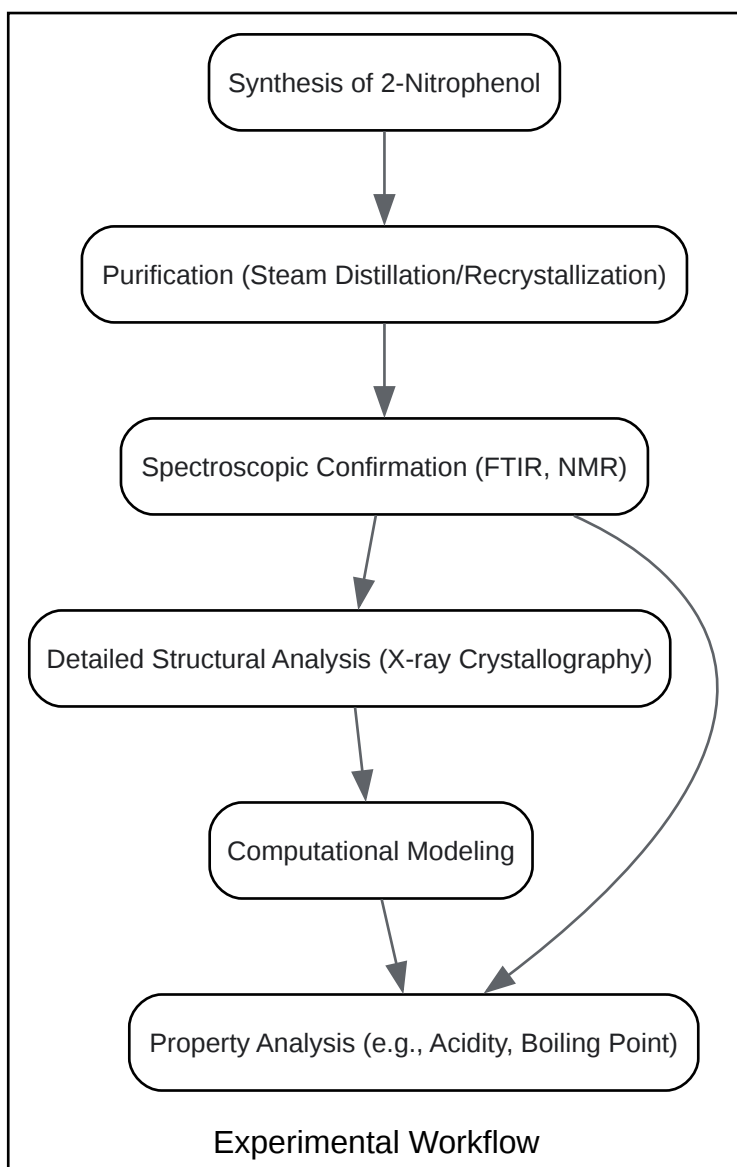 Synthesis of 2-Nitrophenol
Purification (Steam Distillation/Recrystallization)
Spectroscopic Confirmation (FTIR, NMR)
Detailed Structural Analysis (X-ray Crystallography)
Computational Modeling
Property Analysis (e.g., Acidity, Boiling Point)
Experimental Workflow